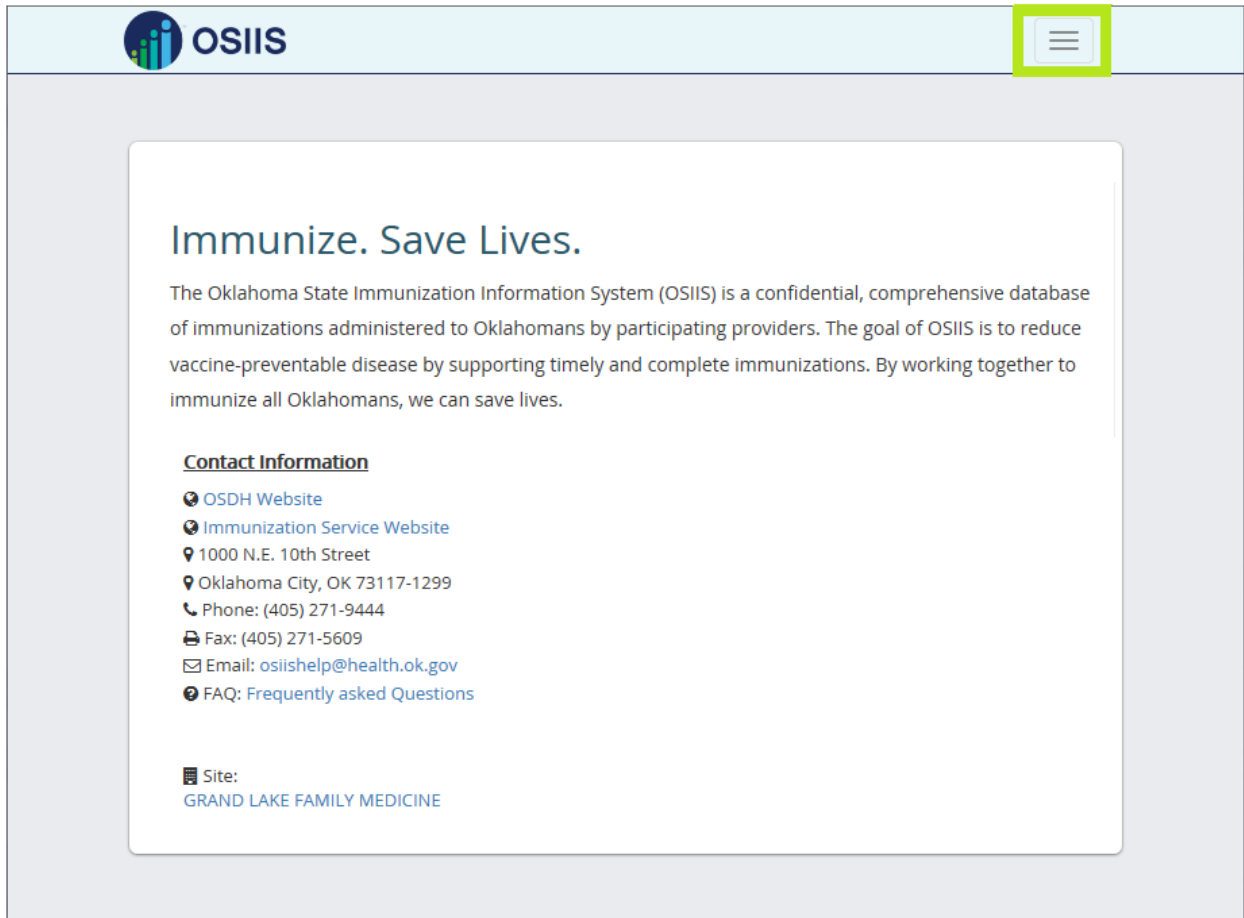 OSIIS
Immunize. Save Lives.
The Oklahoma State Immunization Information System (OSIIS) is a confidential, comprehensive database
of immunizations administered to Oklahomans by participating providers. The goal of OSIIS is to reduce
vaccine-preventable disease by supporting timely and complete immunizations. By working together to
immunize all Oklahomans, we can save lives.
Contact Information
OSDH Website
Immunization Service Website
1000 N.E. 10th Street
Oklahoma City, OK 73117-1299
Phone: (405) 271-9444
Fax: (405) 271-5609
Email: osiishelp@health.ok.gov
FAQ: Frequently asked Questions
Site:
GRAND LAKE FAMILY MEDICINE